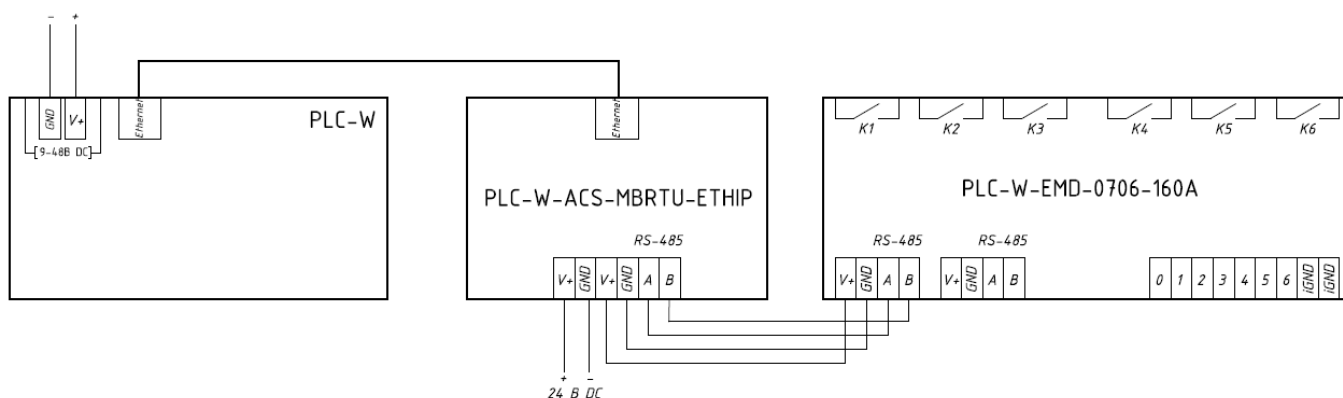 - +
GND V+ Ethernet
[9-48В DC]
PLC-W
Ethernet
PLC-W-ACS-MBRTU-ETHIP
RS-485
V+ GND V+ GND A B
+ -
24 В DC
K1 K2 K3 K4 K5 K6
PLC-W-EMD-0706-160A
RS-485 RS-485
V+ GND A B V+ GND A B 0 1 2 3 4 5 6 iGND iGND